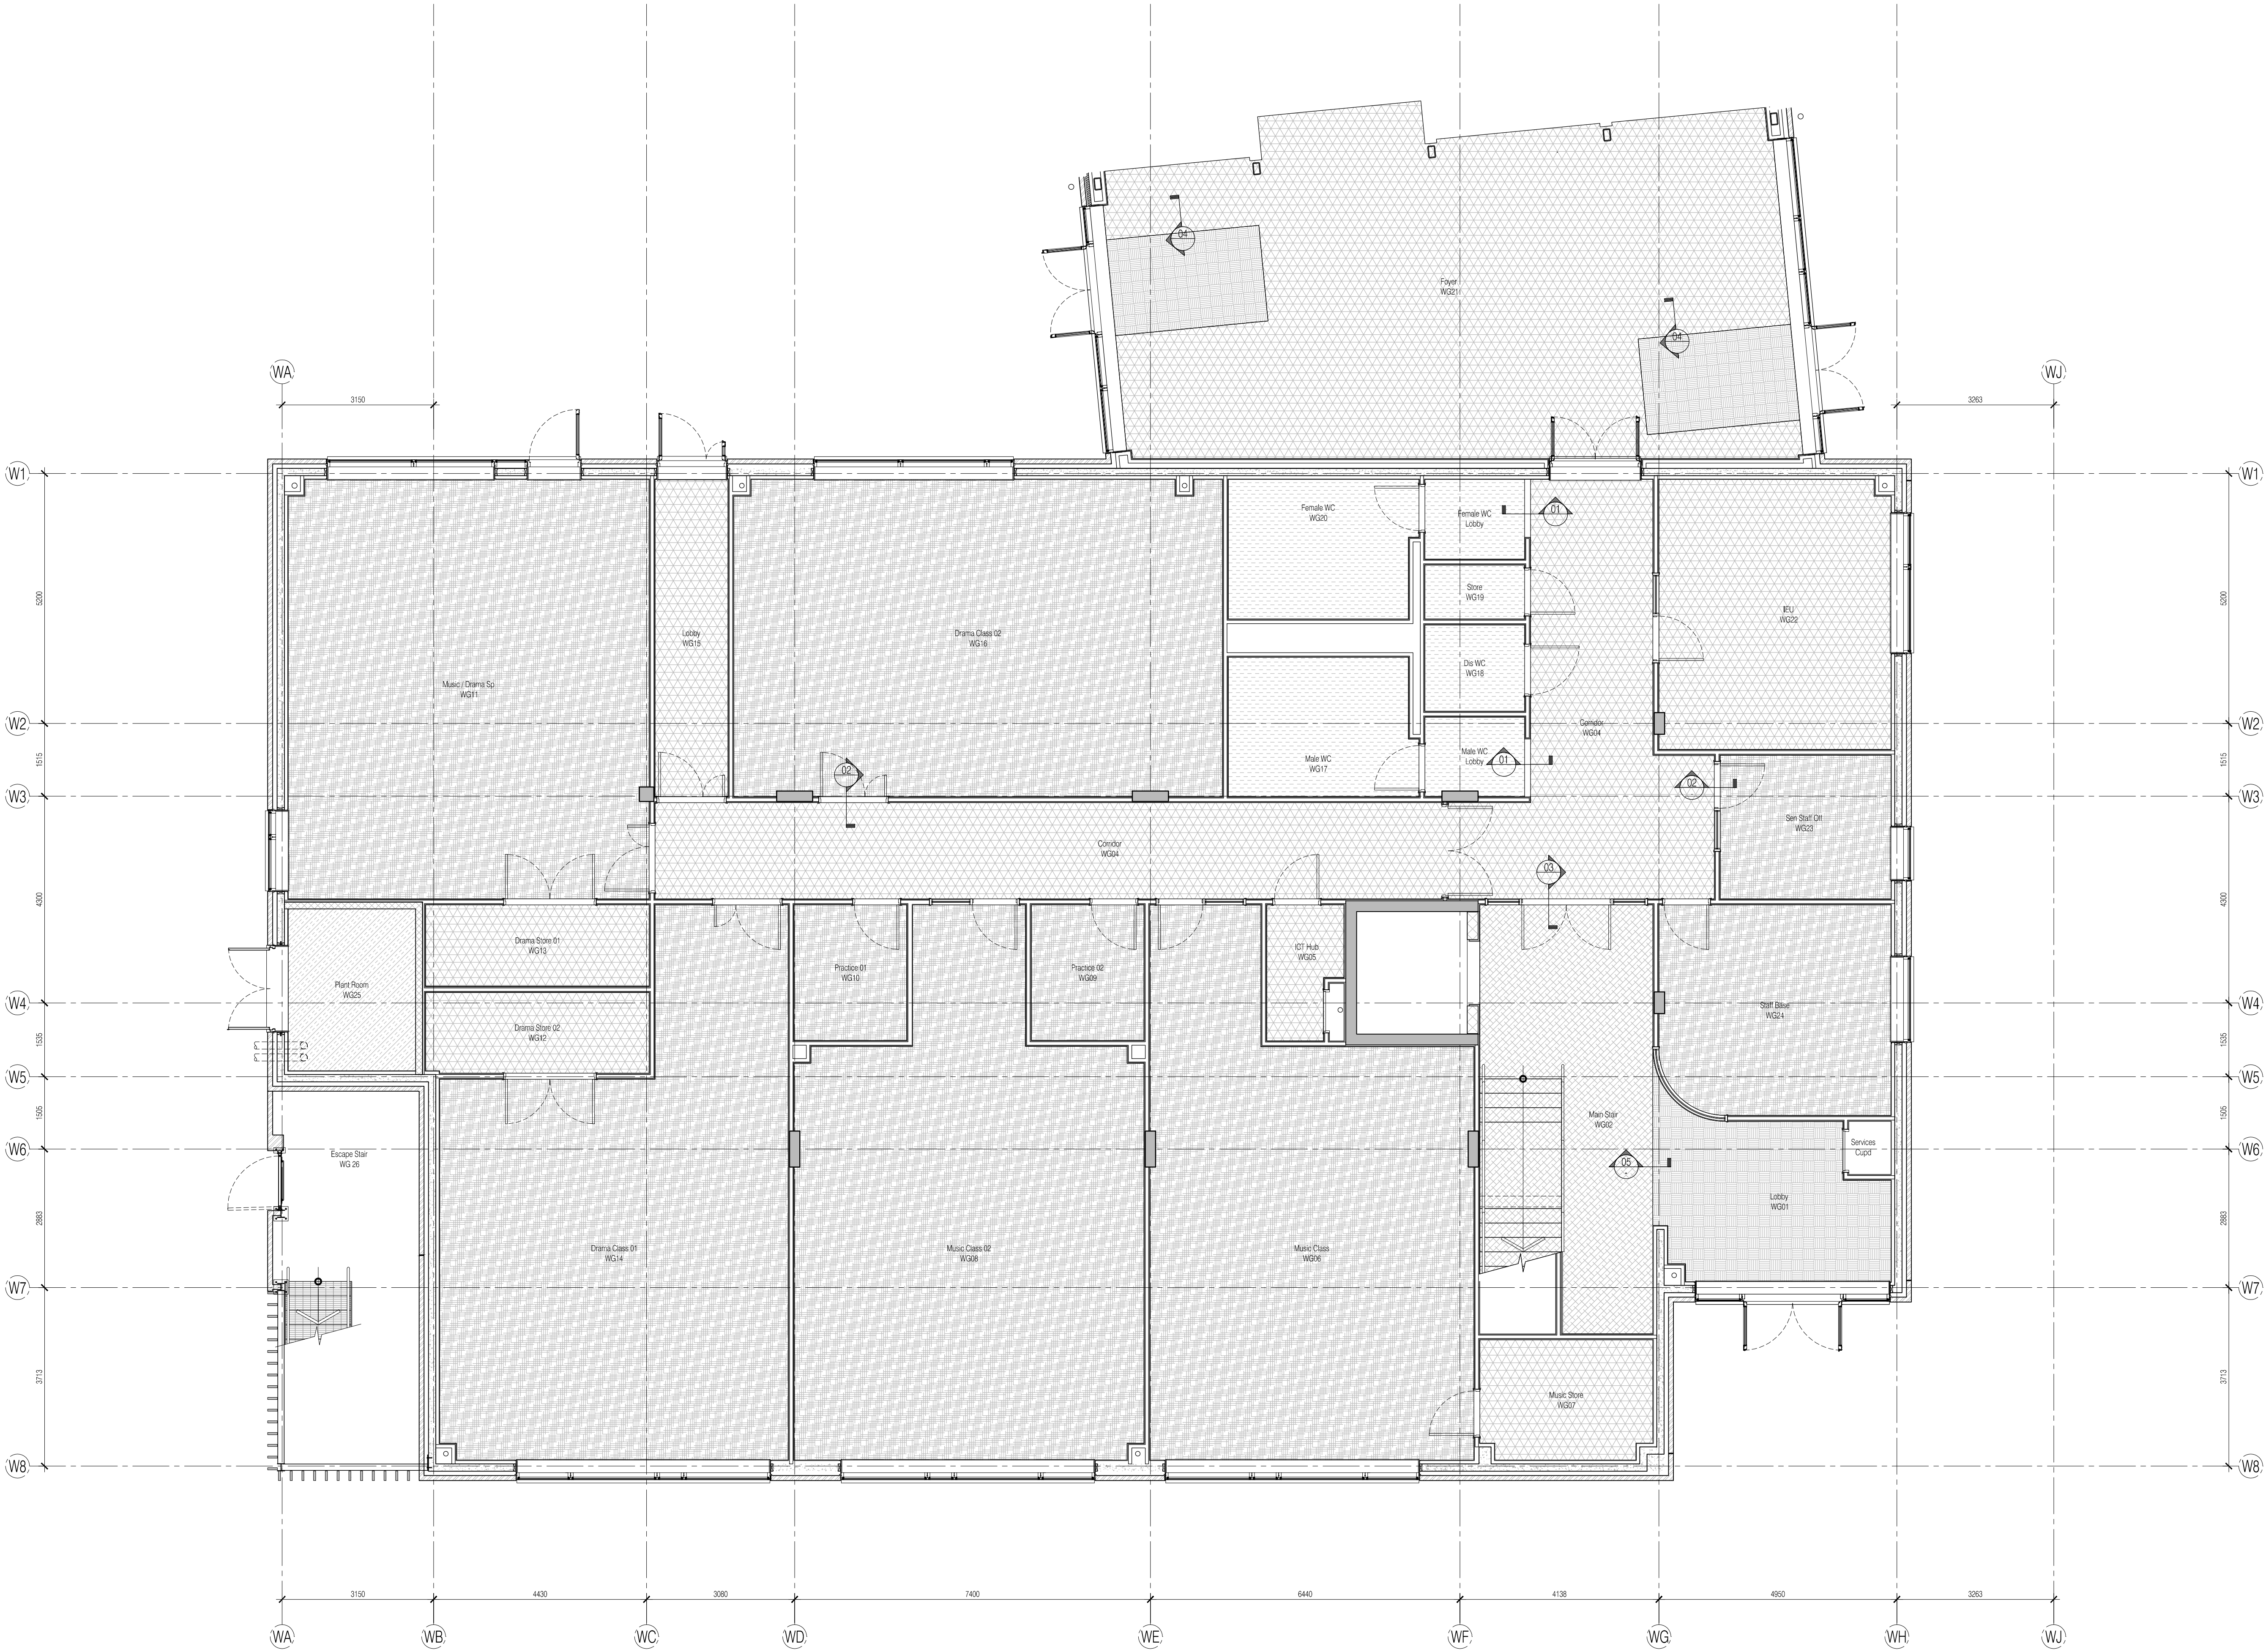 WA
WJ
3150
3263
W1
W1
04
04
Foyer
WG21
Female WC
WG20
Female WC
Lobby
01
5200
5200
Store
WG19
IEU
WG22
Lobby
WG15
Drama Class 02
WG16
Dis WC
WG18
Music / Drama Sp
WG11
W2
Corridor
WG04
W2
1515
Male WC
WG17
Male WC
Lobby
01
1515
02
02
W3
W3
Sen Staff Off
WG23
Corridor
WG04
03
4300
4300
Drama Store 01
WG13
ICT Hub
WG05
Practice 01
WG10
Practice 02
WG09
Plant Room
WG25
W4
Staff Base
WG24
W4
Drama Store 02
WG12
1535
1535
W5
W5
1505
Main Stair
WG02
1505
W6
Escape Stair
WG 26
Services
Cupd
W6
05
-
Lobby
WG01
2883
2883
Drama Class 01
WG14
Music Class 02
WG08
Music Class
WG06
W7
W7
3713
3713
Music Store
WG07
W8
W8
3150
4430
3080
7400
6440
4138
4950
3263
WA
WB
WC
WD
WE
WF
WG
WH
WJ